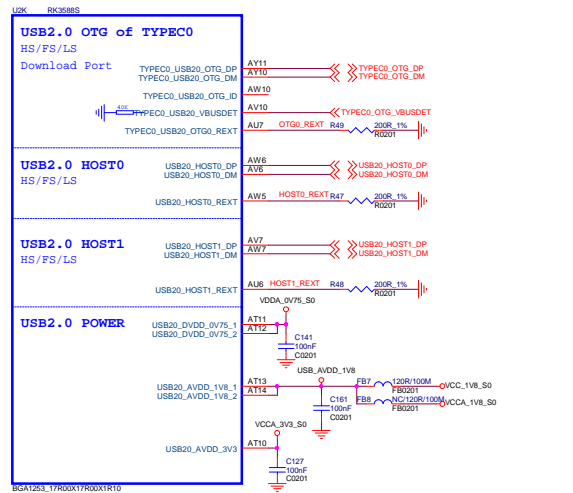 U2K RK3588S
USB2.0 OTG of TYPEC0
HS/FS/LS
Download Port
TYPEC0_USB20_OTG_DP AY11 TYPEC0_OTG_DP
TYPEC0_USB20_OTG_DM AY10 TYPEC0_OTG_DM
TYPEC0_USB20_OTG_ID AW10
TYPEC0_USB20_VBUSDET AV10 TYPEC0_OTG_VBUSDET
TYPEC0_USB20_OTG0_REXT AU7 OTG0_REXT R49 200R_1%
R0201
USB2.0 HOST0
HS/FS/LS
USB20_HOST0_DP AW6 USB20_HOST0_DP
USB20_HOST0_DM AV6 USB20_HOST0_DM
USB20_HOST0_REXT AW5 HOST0_REXT R47 200R_1%
R0201
USB2.0 HOST1
HS/FS/LS
USB20_HOST1_DP AV7 USB20_HOST1_DP
USB20_HOST1_DM AW7 USB20_HOST1_DM
USB20_HOST1_REXT AU6 HOST1_REXT R48 200R_1%
R0201
VDDA_0V75_S0
USB2.0 POWER
USB20_DVDD_0V75_1 AT11
USB20_DVDD_0V75_2 AT12
C141
100nF
C0201
USB_AVDD_1V8
USB20_AVDD_1V8_1 AT13 FB7 120R/100M VCC_1V8_S0
FB0201
USB20_AVDD_1V8_2 AT14 FB8 NC/120R/100M VCCA_1V8_S0
FB0201
C161
100nF
C0201
VCCA_3V3_S0
USB20_AVDD_3V3 AT10
C127
100nF
C0201
BGA1253_17R00X17R00X1R10